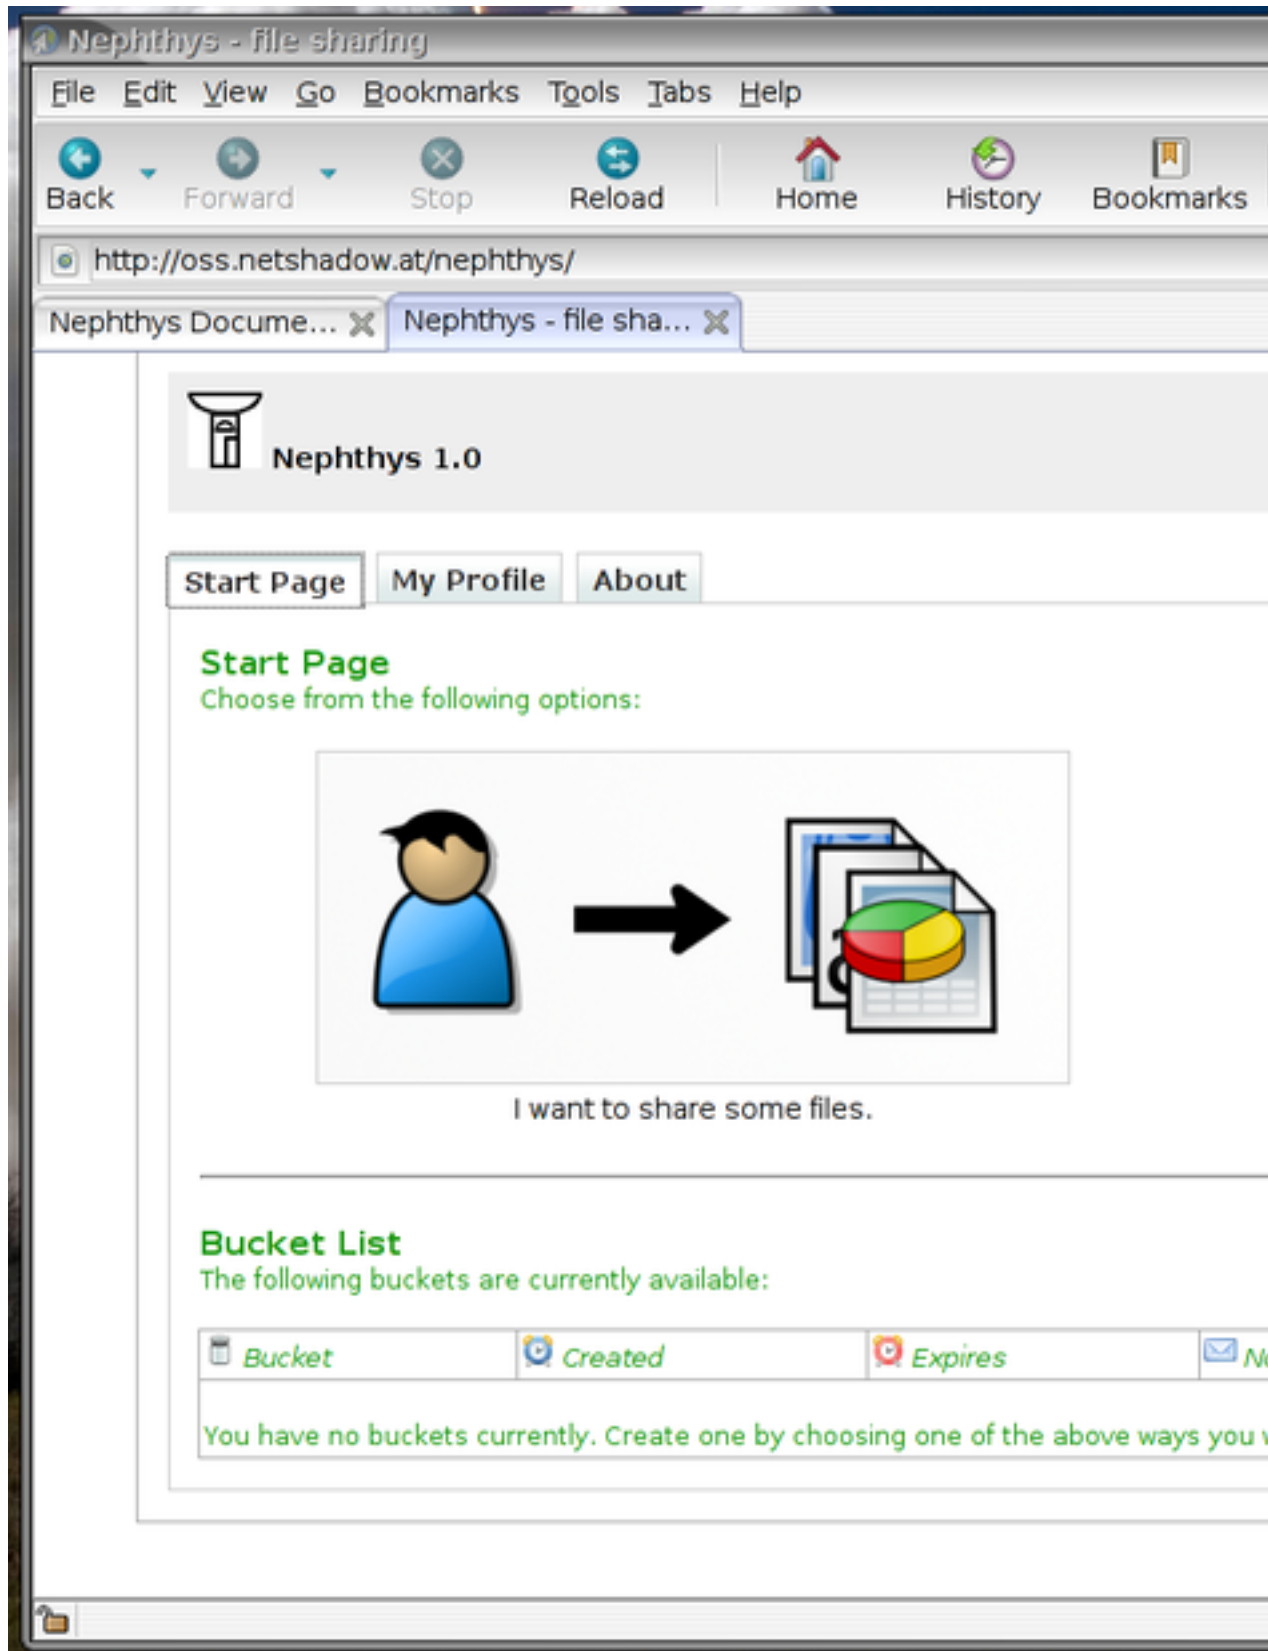 Nephthys - file sharing
File Edit View Go Bookmarks Tools Tabs Help
Back Forward Stop Reload Home History Bookmarks
http://oss.netshadow.at/nephthys/
Nephthys Docume... Nephthys - file sha...
Nephthys 1.0
Start Page My Profile About
Start Page
Choose from the following options:
I want to share some files.
Bucket List
The following buckets are currently available:
Bucket Created Expires
You have no buckets currently. Create one by choosing one of the above ways you